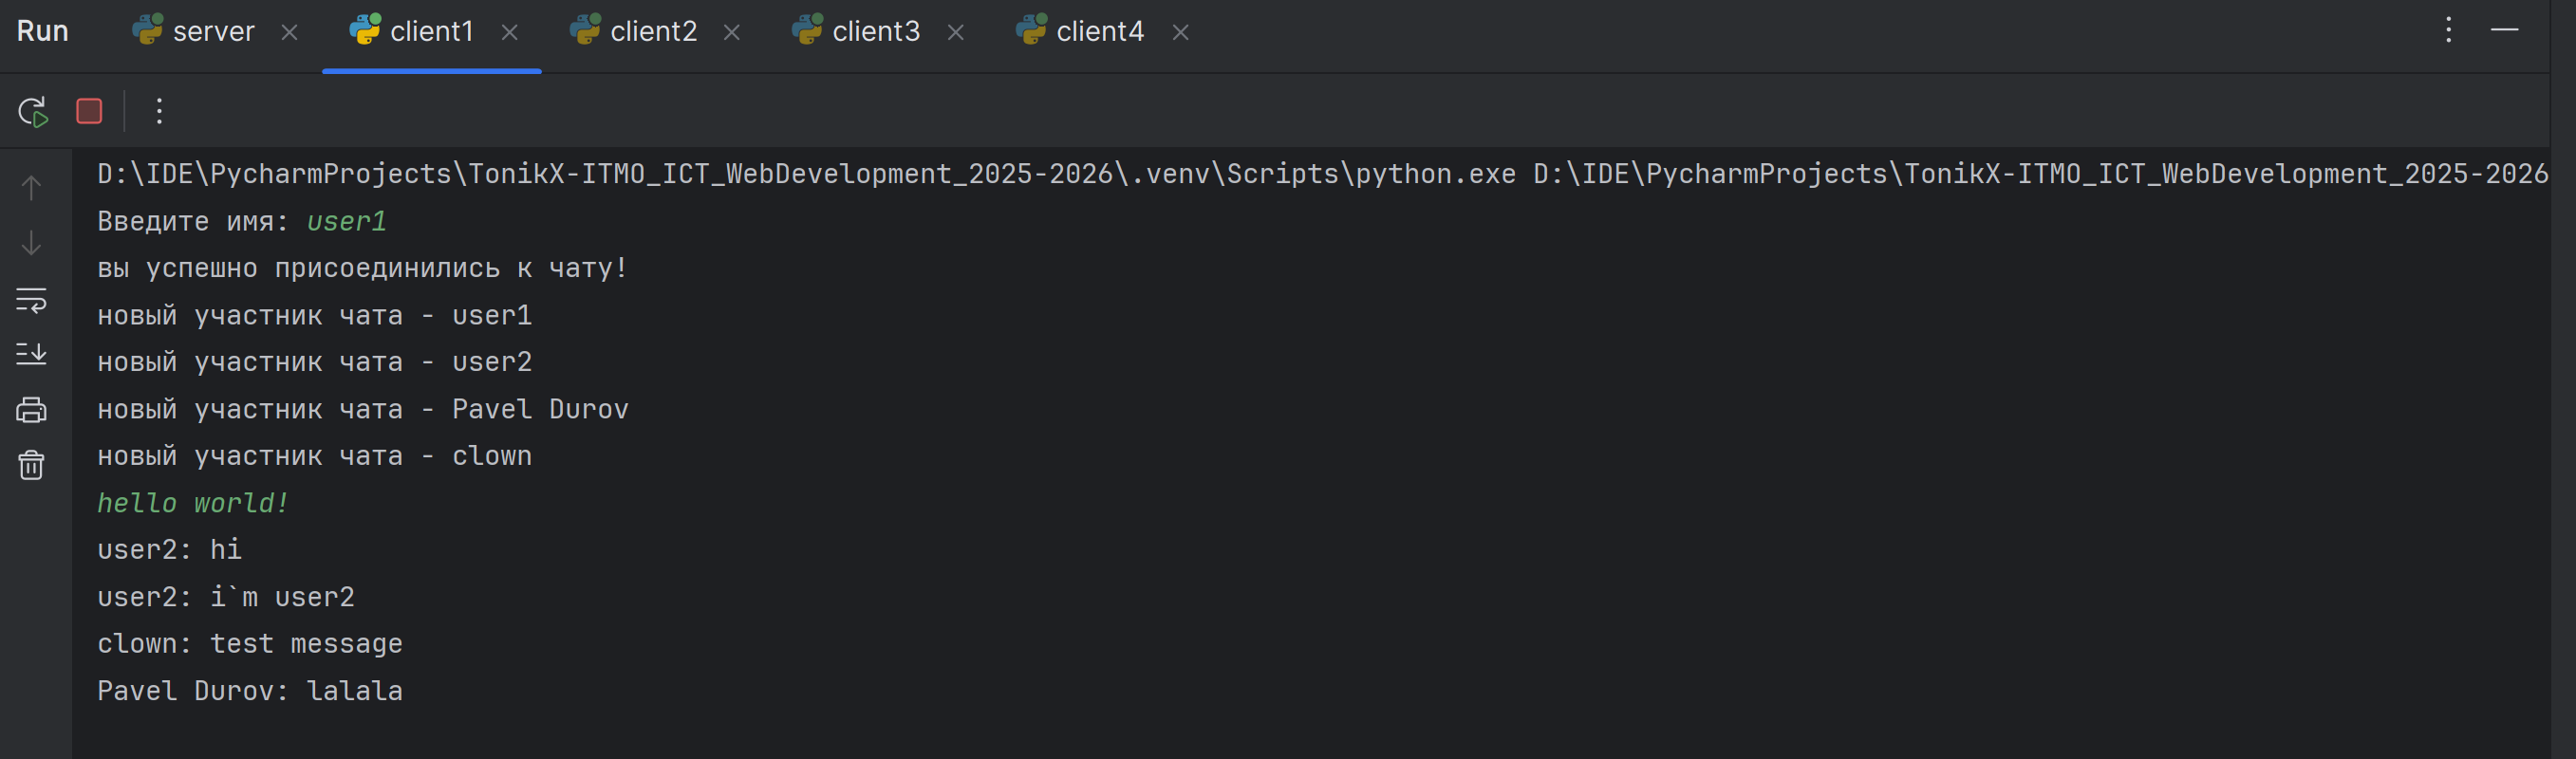 Run server client1 client2 client3 client4
D:\IDE\PycharmProjects\TonikX-ITMO_ICT_WebDevelopment_2025-2026\.venv\Scripts\python.exe D:\IDE\PycharmProjects\TonikX-ITMO_ICT_WebDevelopment_2025-2026
Введите имя: user1
вы успешно присоединились к чату!
новый участник чата - user1
новый участник чата - user2
новый участник чата - Pavel Durov
новый участник чата - clown
hello world!
user2: hi
user2: i`m user2
clown: test message
Pavel Durov: lalala